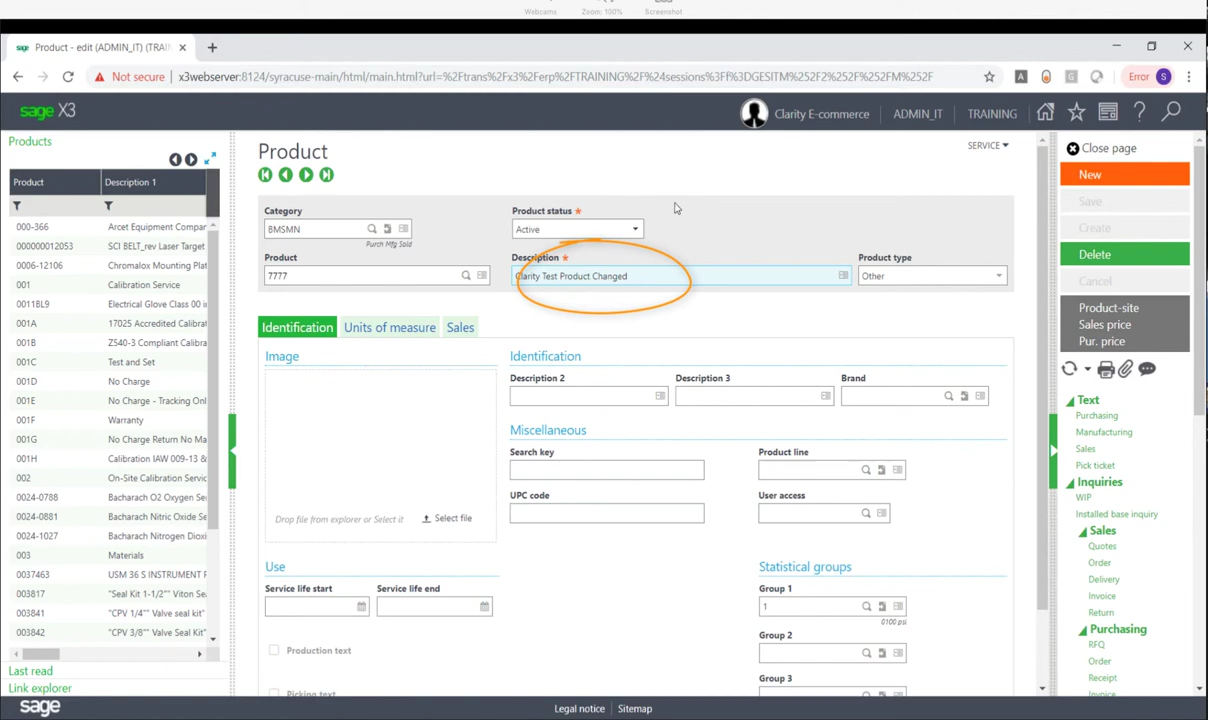 Webcams Zoom: 100% Screenshot
Product - edit (ADMIN_IT) (TRAI
Not secure x3webserver:8124/syracuse-main/html/main.html?url=%2Ftrans%2Fx3%2Ferp%2FTRAINING%2F%24sessions%3Ff%3DGESITM%252F2%252F%252FM%252F Error S
sage X3 Clarity E-commerce ADMIN_IT TRAINING
Products
Product Description 1
000-366 Arcet Equipment Compan
000000012053 SCI BELT_rev Laser Target
0006-12106 Chromalox Mounting Plat
001 Calibration Service
0011BL9 Electrical Glove Class 00 i
001A 17025 Accredited Calibrat
001B Z540-3 Compliant Calibra
001C Test and Set
001D No Charge
001E No Charge - Tracking Onl
001F Warranty
001G No Charge Return No Ma
001H Calibration IAW 009-13 &
002 On-Site Calibration Service
0024-0788 Bacharach O2 Oxygen Se
0024-0881 Bacharach Nitric Oxide Se
0024-1027 Bacharach Nitrogen Dioxi
003 Materials
0037463 USM 36 S INSTRUMENT F
003817 "Seal Kit 1-1/2"" Viton Se
003841 "CPV 1/4"" Valve seal kit"
003842 "CPV 3/8"" Valve Seal Kit"
Last read
Link explorer
Product
SERVICE
Category
BMSMN
Purch Mfg Sold
Product status *
Active
Product
7777
Description *
Clarity Test Product Changed
Product type
Other
Identification Units of measure Sales
Image
Drop file from explorer or Select it Select file
Identification
Description 2 Description 3 Brand
Miscellaneous
Search key Product line
UPC code User access
Use
Service life start Service life end
Production text
Picking text
Statistical groups
Group 1
1
0100 psi
Group 2
Group 3
Close page
New
Save
Create
Delete
Cancel
Product-site
Sales price
Pur. price
Text
Purchasing
Manufacturing
Sales
Pick ticket
Inquiries
WIP
Installed base inquiry
Sales
Quotes
Order
Delivery
Invoice
Return
Purchasing
RFQ
Order
Receipt
Invoice
sage Legal notice Sitemap